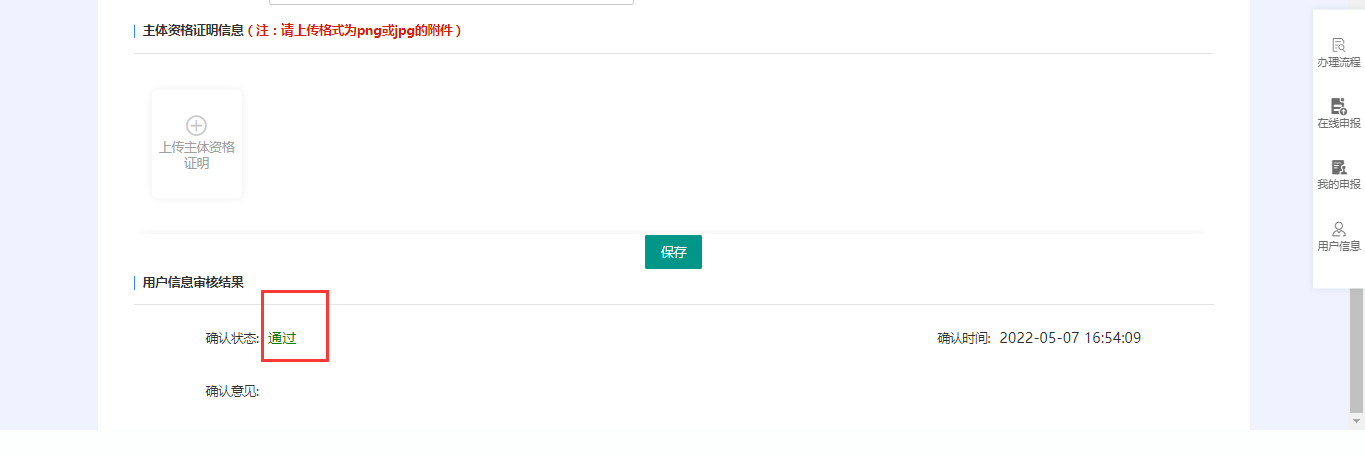 主体资格证明信息（注：请上传格式为png或jpg的附件）
上传主体资格
证明
保存
用户信息审核结果
确认状态: 通过
确认时间: 2022-05-07 16:54:09
确认意见:
办理流程
在线申报
我的申报
用户信息